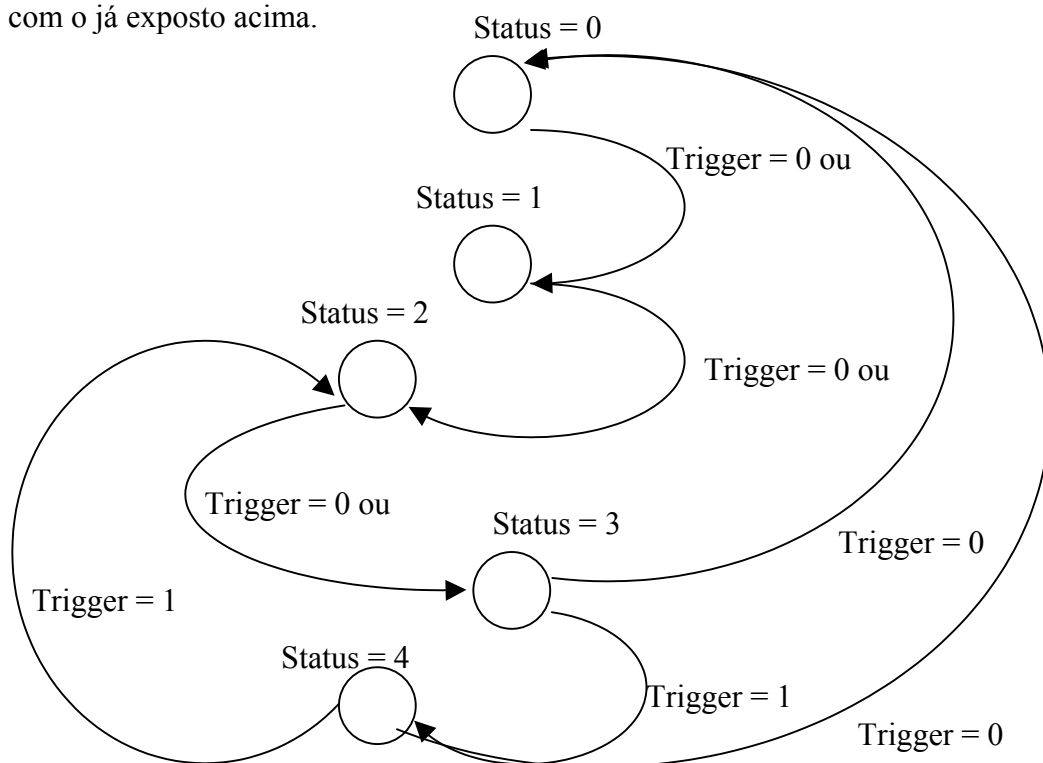 com o já exposto acima.
Status = 0
Trigger = 0 ou
Status = 1
Status = 2
Trigger = 0 ou
Trigger = 0 ou
Status = 3
Trigger = 0
Trigger = 1
Status = 4
Trigger = 1
Trigger = 0